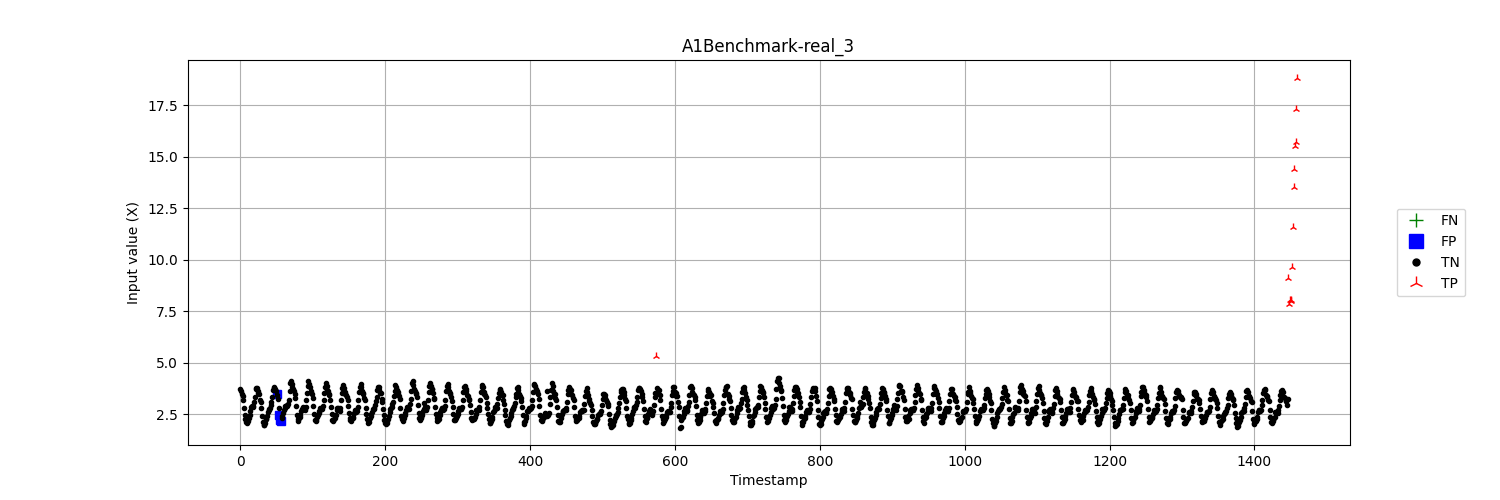 A1Benchmark-real_3
Input value (X)
17.5
15.0
12.5
10.0
7.5
5.0
2.5
0 200 400 600 800 1000 1200 1400
Timestamp
FN
FP
TN
TP